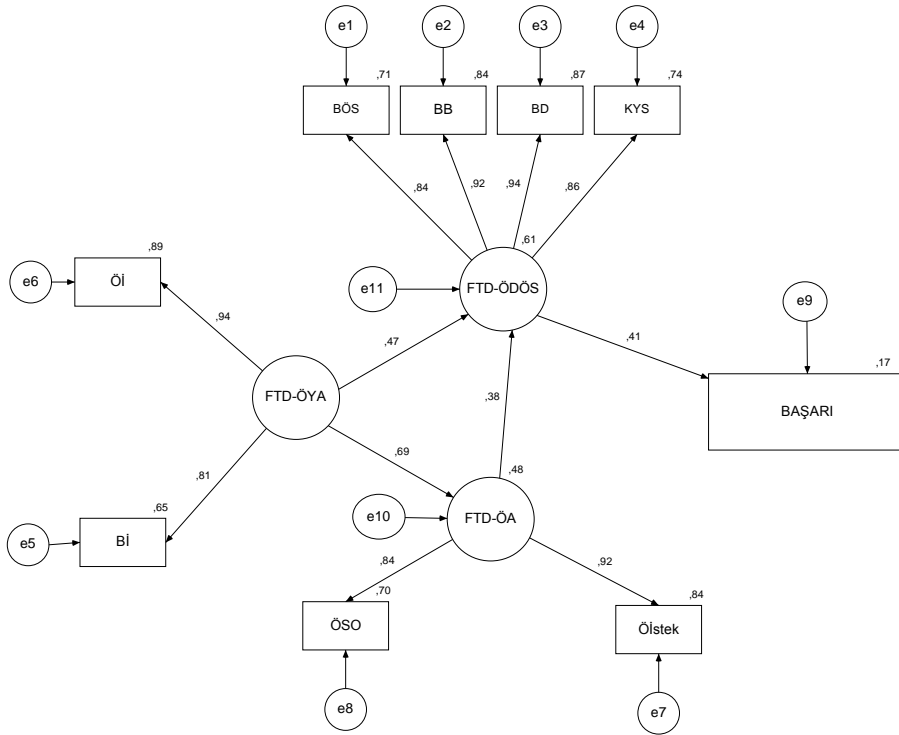 e1
e2
e3
e4
,71
,84
,87
,74
BÖS
BB
BD
KYS
,84
,92
,94
,86
,61
,89
e6
Öİ
e11
FTD-ÖDÖS
e9
,94
,47
,41
,17
FTD-ÖYA
,38
BAŞARI
,69
,81
,48
,65
e10
FTD-ÖA
e5
Bİ
,84
,92
,70
,84
ÖSO
Öİstek
e8
e7